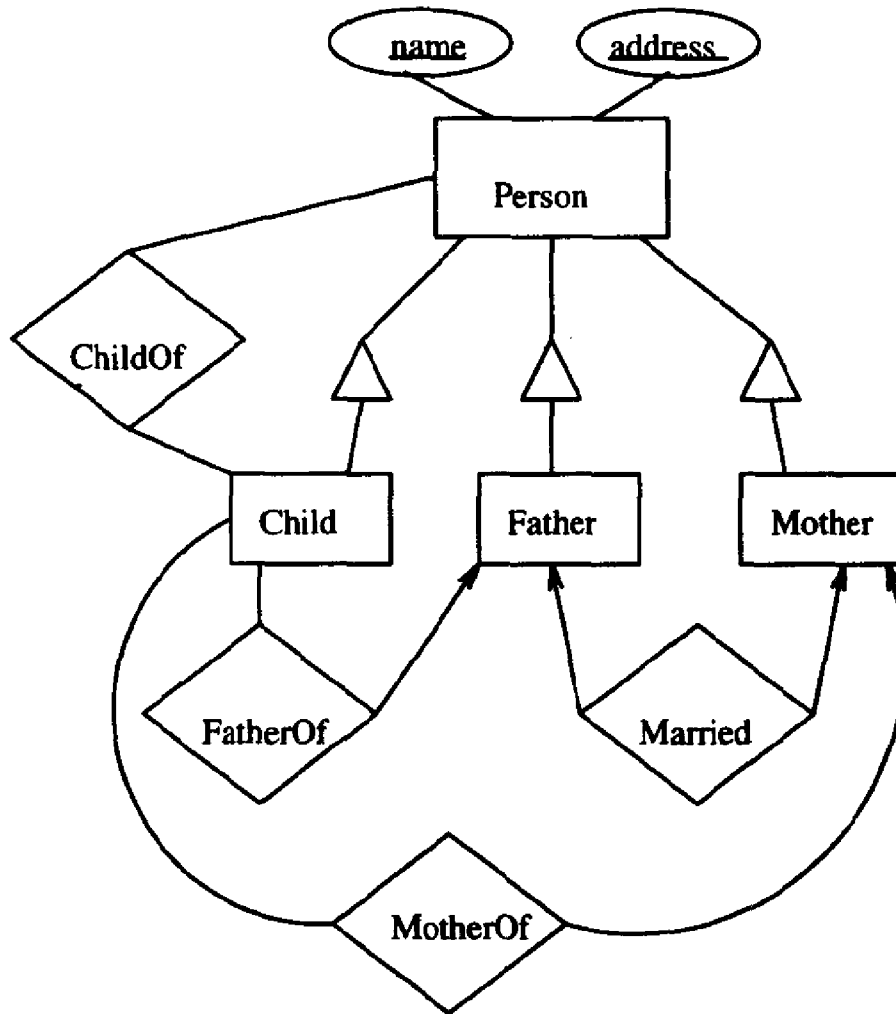 name
address
Person
ChildOf
Child
Father
Mother
FatherOf
Married
MotherOf